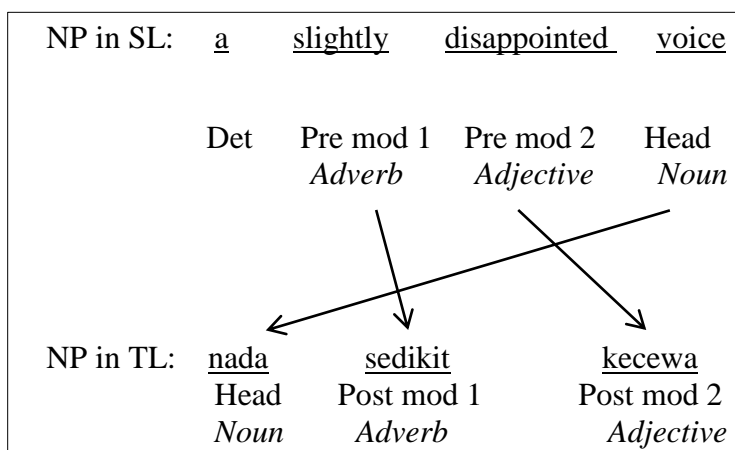 NP in SL: a slightly disappointed voice
Det Pre mod 1 Pre mod 2 Head
Adverb Adjective Noun
NP in TL: nada sedikit kecewa
Head Post mod 1 Post mod 2
Noun Adverb Adjective